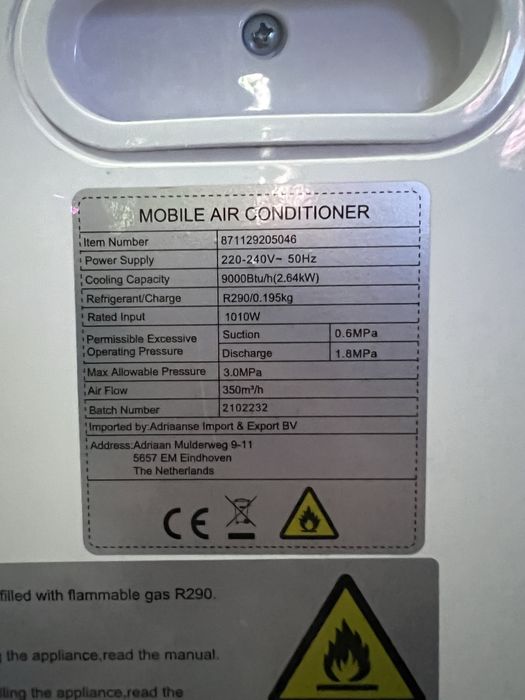 MOBILE AIR CONDITIONER
Item Number 871129205046
Power Supply 220-240V~ 50Hz
Cooling Capacity 9000Btu/h(2.64kW)
Refrigerant/Charge R290/0.195kg
Rated Input 1010W
Permissible Excessive Operating Pressure Suction 0.6MPa
Discharge 1.8MPa
Max Allowable Pressure 3.0MPa
Air Flow 350m³/h
Batch Number 2102232
Imported by:Adriaanse Import & Export BV
Address:Adriaan Mulderweg 9-11
5657 EM Eindhoven
The Netherlands
CE
filled with flammable gas R290.
the appliance,read the manual.
the appliance,read the